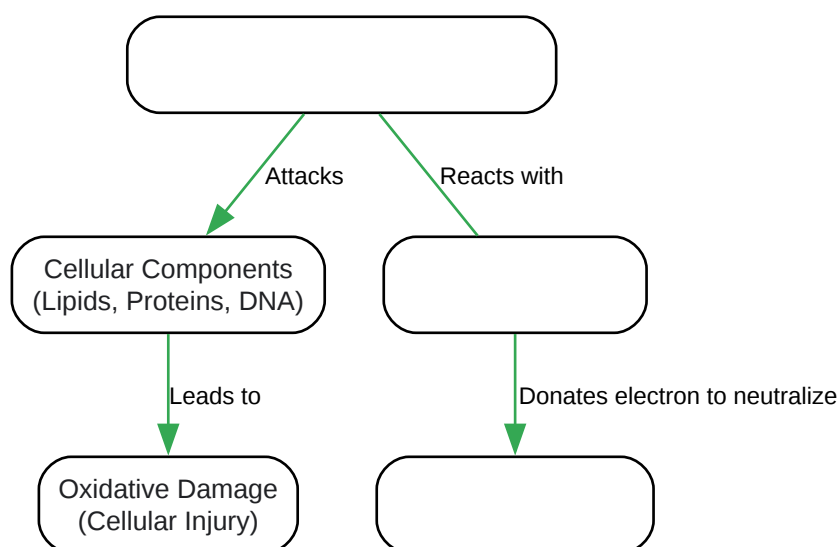 Attacks
Reacts with
Cellular Components
(Lipids, Proteins, DNA)
Leads to
Donates electron to neutralize
Oxidative Damage
(Cellular Injury)